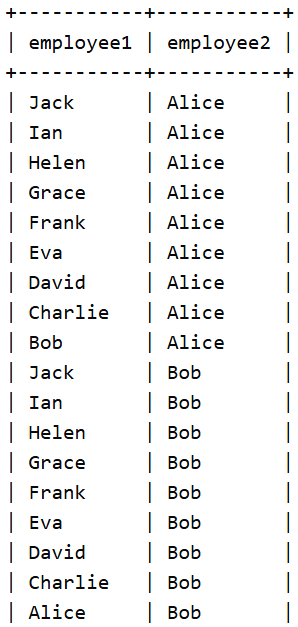 +-----------+-----------+
| employee1 | employee2 |
+-----------+-----------+
| Jack      | Alice     |
| Ian       | Alice     |
| Helen     | Alice     |
| Grace     | Alice     |
| Frank     | Alice     |
| Eva       | Alice     |
| David     | Alice     |
| Charlie   | Alice     |
| Bob       | Alice     |
| Jack      | Bob       |
| Ian       | Bob       |
| Helen     | Bob       |
| Grace     | Bob       |
| Frank     | Bob       |
| Eva       | Bob       |
| David     | Bob       |
| Charlie   | Bob       |
| Alice     | Bob       |